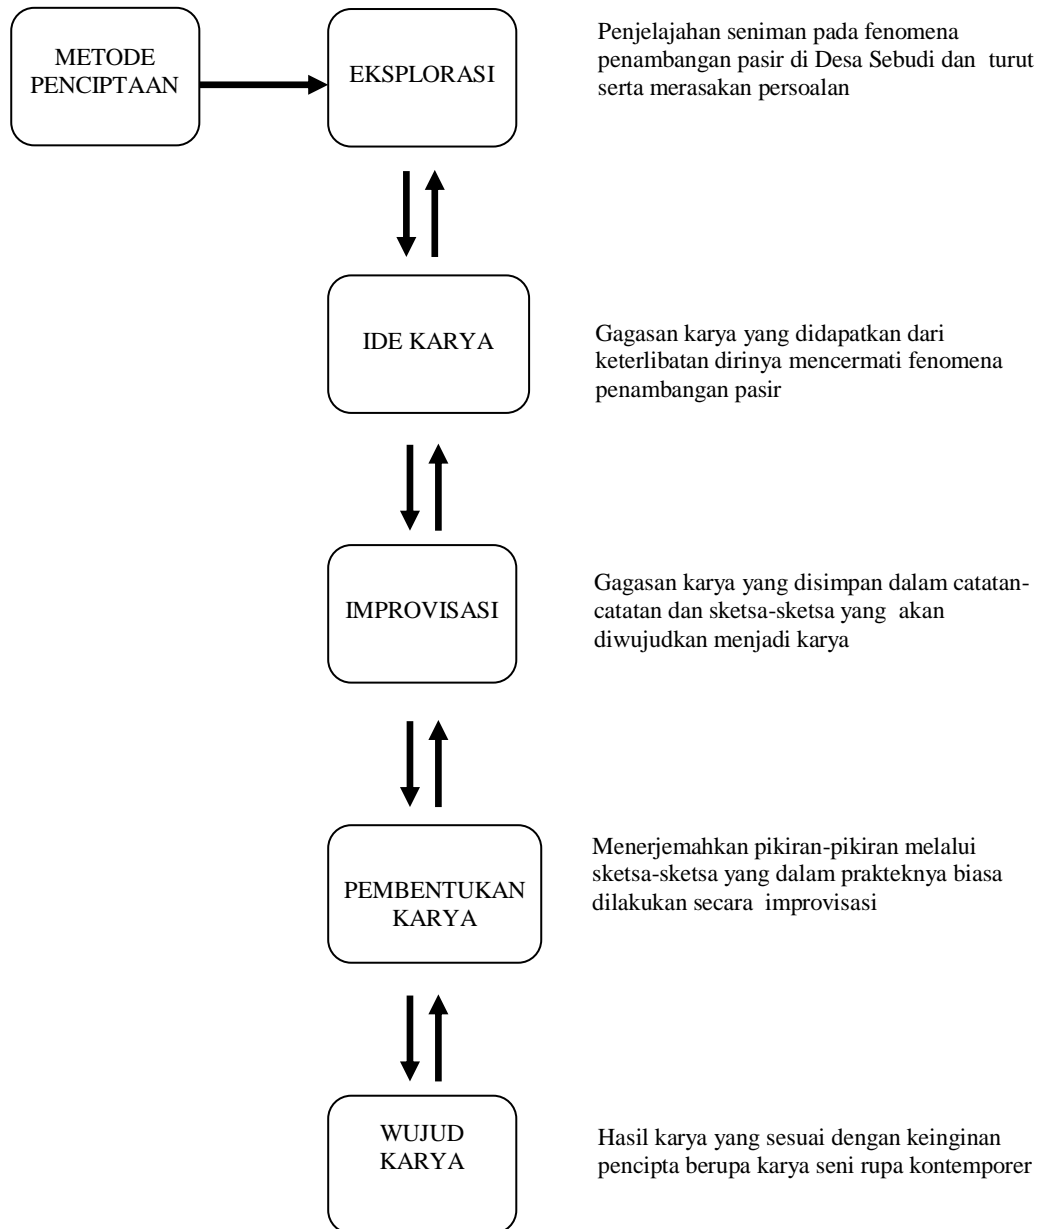 METODE
PENCIPTAAN
EKSPLORASI
Penjelajahan seniman pada fenomena
penambangan pasir di Desa Sebudi dan turut
serta merasakan persoalan
IDE KARYA
Gagasan karya yang didapatkan dari
keterlibatan dirinya mencermati fenomena
penambangan pasir
IMPROVISASI
Gagasan karya yang disimpan dalam catatan-
catatan dan sketsa-sketsa yang akan
diwujudkan menjadi karya
PEMBENTUKAN
KARYA
Menerjemahkan pikiran-pikiran melalui
sketsa-sketsa yang dalam prakteknya biasa
dilakukan secara improvisasi
WUJUD
KARYA
Hasil karya yang sesuai dengan keinginan
pencipta berupa karya seni rupa kontemporer